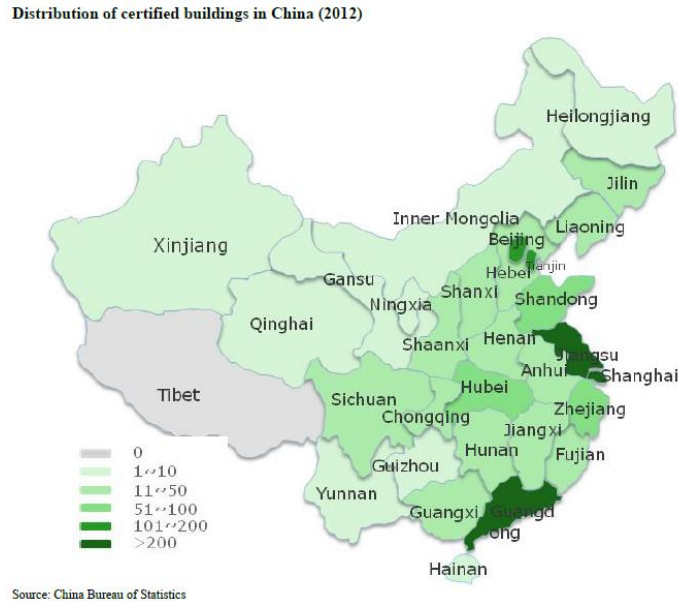 Distribution of certified buildings in China (2012)
Heilongjiang
Jilin
Inner Mongolia
Liaoning
Beijing
Xinjiang
Tianjin
Hebei
Gansu
Shanxi
Ningxia
Shandong
Qinghai
Henan
Shaanxi
Jiangsu
Anhui
Shanghai
Tibet
Hubei
Sichuan
Zhejiang
Chongqing
Jiangxi
Hunan
Fujian
Guizhou
Yunnan
Guangxi
Guangd
ong
Hainan
0
1~10
11~50
51~100
101~200
>200
Source: China Bureau of Statistics